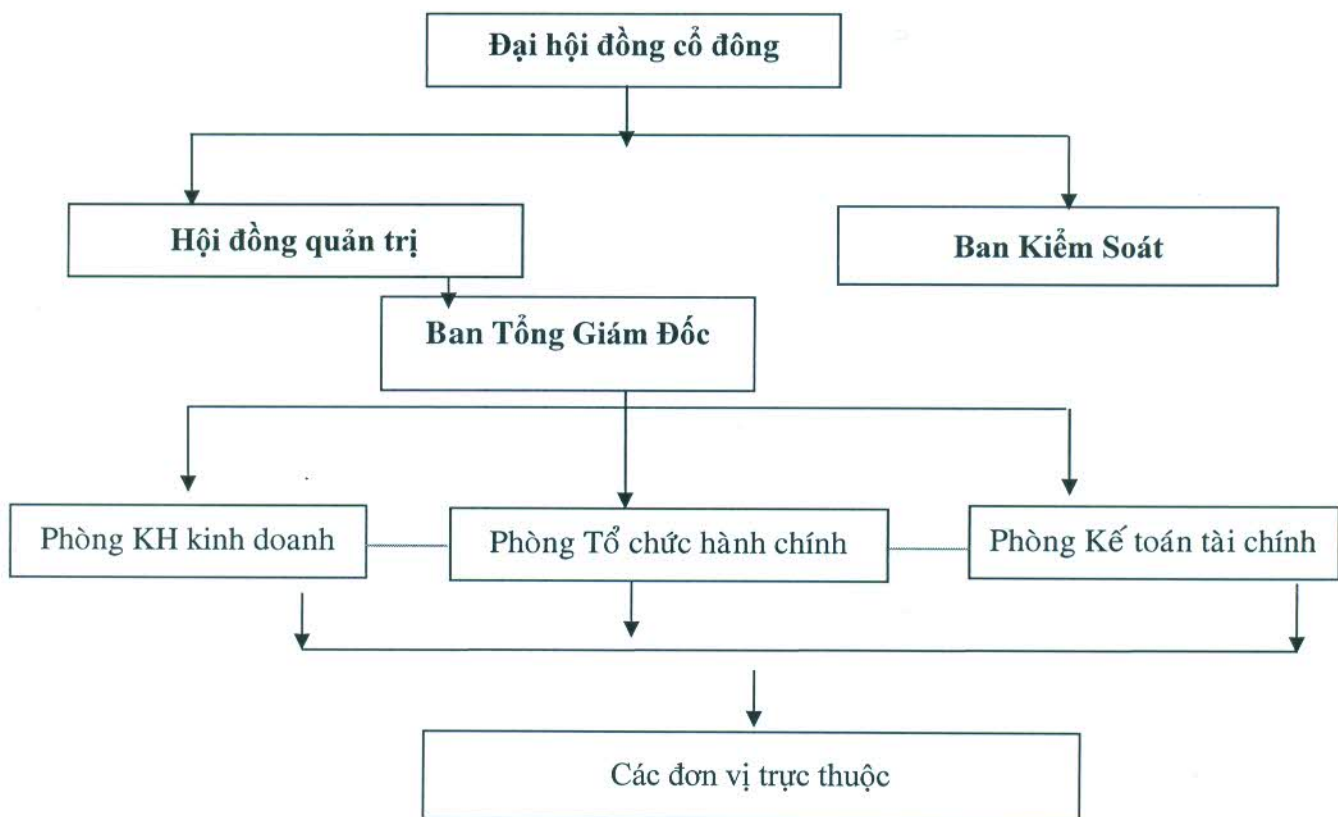 Đại hội đồng cổ đông
Hội đồng quản trị
Ban Kiểm Soát
Ban Tổng Giám Đốc
Phòng KH kinh doanh
Phòng Tổ chức hành chính
Phòng Kế toán tài chính
Các đơn vị trực thuộc